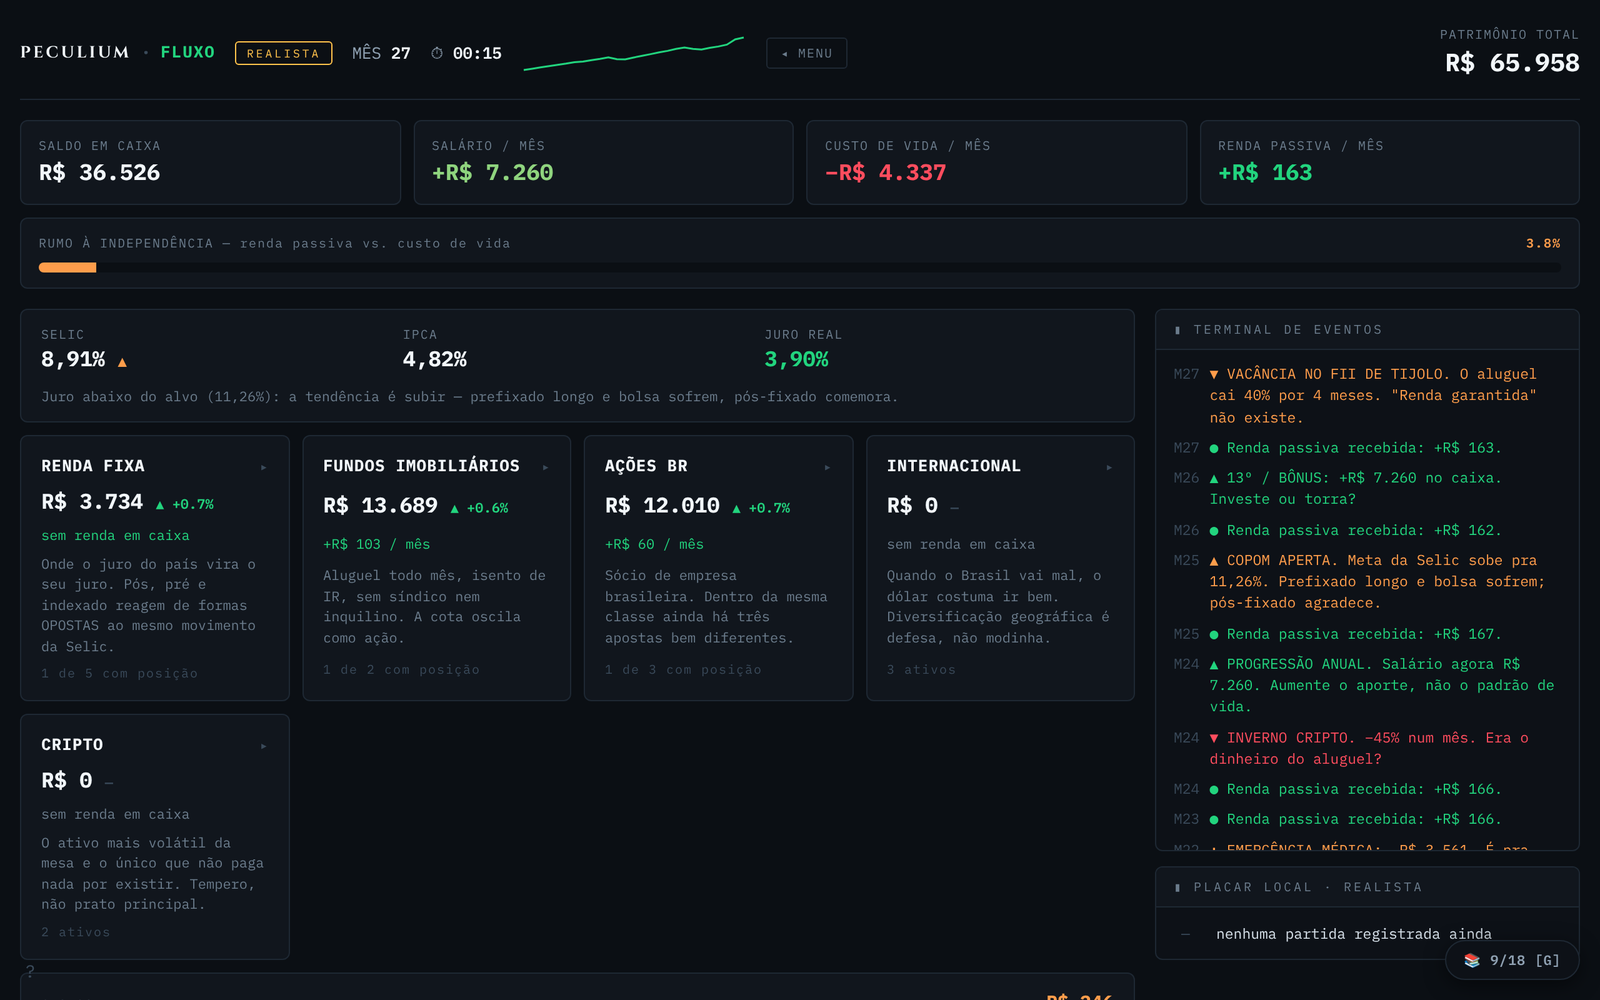 PECULIUM · FLUXO REALISTA MÊS 27 ⏱ 00:15 ◂ MENU
PATRIMÔNIO TOTAL
R$ 65.958
SALDO EM CAIXA
R$ 36.526
SALÁRIO / MÊS
+R$ 7.260
CUSTO DE VIDA / MÊS
−R$ 4.337
RENDA PASSIVA / MÊS
+R$ 163
RUMO À INDEPENDÊNCIA — renda passiva vs. custo de vida 3.8%
SELIC
8,91% ▲
IPCA
4,82%
JURO REAL
3,90%
Juro abaixo do alvo (11,26%): a tendência é subir — prefixado longo e bolsa sofrem, pós-fixado comemora.
RENDA FIXA ▸
R$ 3.734 ▲ +0.7%
sem renda em caixa
Onde o juro do país vira o
seu juro. Pós, pré e
indexado reagem de formas
OPOSTAS ao mesmo movimento
da Selic.
1 de 5 com posição
FUNDOS IMOBILIÁRIOS ▸
R$ 13.689 ▲ +0.6%
+R$ 103 / mês
Aluguel todo mês, isento de
IR, sem síndico nem
inquilino. A cota oscila
como ação.
1 de 2 com posição
AÇÕES BR ▸
R$ 12.010 ▲ +0.7%
+R$ 60 / mês
Sócio de empresa
brasileira. Dentro da mesma
classe ainda há três
apostas bem diferentes.
1 de 3 com posição
INTERNACIONAL ▸
R$ 0 —
sem renda em caixa
Quando o Brasil vai mal, o
dólar costuma ir bem.
Diversificação geográfica é
defesa, não modinha.
3 ativos
CRIPTO ▸
R$ 0 —
sem renda em caixa
O ativo mais volátil da
mesa e o único que não paga
nada por existir. Tempero,
não prato principal.
2 ativos
?
TERMINAL DE EVENTOS
M27 ▼ VACÂNCIA NO FII DE TIJOLO. O aluguel
cai 40% por 4 meses. "Renda garantida"
não existe.
M27 ● Renda passiva recebida: +R$ 163.
M26 ▲ 13º / BÔNUS: +R$ 7.260 no caixa.
Investe ou torra?
M26 ● Renda passiva recebida: +R$ 162.
M25 ▲ COPOM APERTA. Meta da Selic sobe pra
11,26%. Prefixado longo e bolsa sofrem;
pós-fixado agradece.
M25 ● Renda passiva recebida: +R$ 167.
M24 ▲ PROGRESSÃO ANUAL. Salário agora R$
7.260. Aumente o aporte, não o padrão de
vida.
M24 ▼ INVERNO CRIPTO. −45% num mês. Era o
dinheiro do aluguel?
M24 ● Renda passiva recebida: +R$ 166.
M23 ● Renda passiva recebida: +R$ 166.
M22 EMERGÊNCIA MÉDICA: −R$ 3.561. É pra
PLACAR LOCAL · REALISTA
— nenhuma partida registrada ainda
📚 9/18 [G]